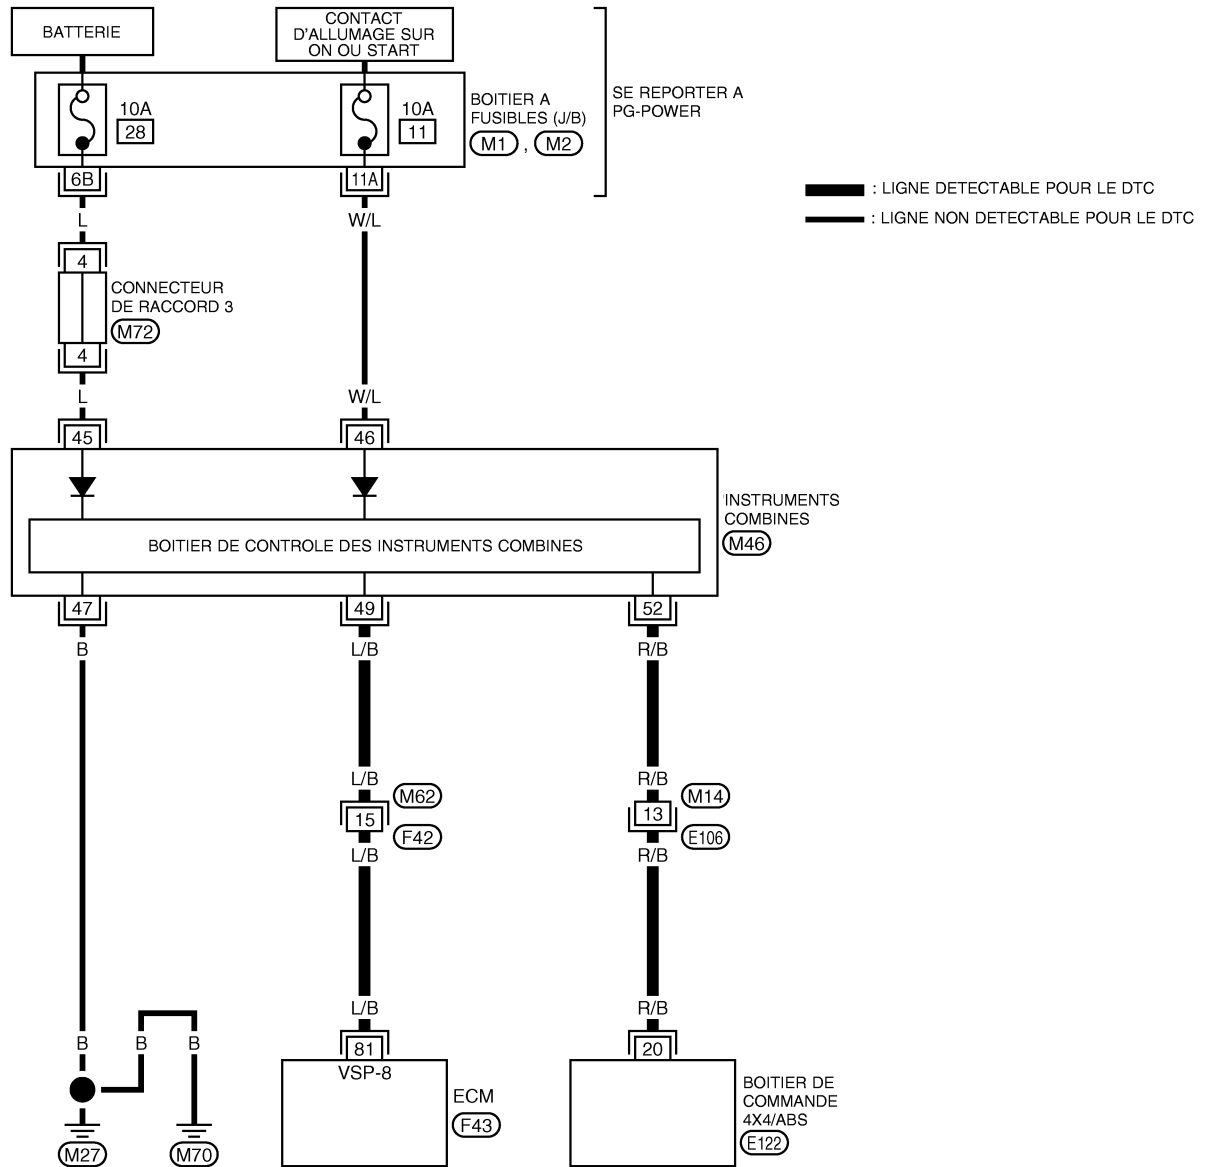 BATTERIE
CONTACT
D'ALLUMAGE SUR
ON OU START
SE REPORTER A
PG-POWER
10A
28
10A
11
BOITIER A
FUSIBLES (J/B)
M1 , M2
6B
11A
: LIGNE DETECTABLE POUR LE DTC
: LIGNE NON DETECTABLE POUR LE DTC
L
W/L
4
CONNECTEUR
DE RACCORD 3
M72
4
L
W/L
45
46
INSTRUMENTS
COMBINES
M46
BOITIER DE CONTROLE DES INSTRUMENTS COMBINES
47
49
52
B
L/B
R/B
L/B
R/B
M62
M14
15
13
F42
E106
L/B
R/B
L/B
R/B
B
B
B
81
20
VSP-8
ECM
F43
BOITIER DE
COMMANDE
4X4/ABS
E122
M27
M70